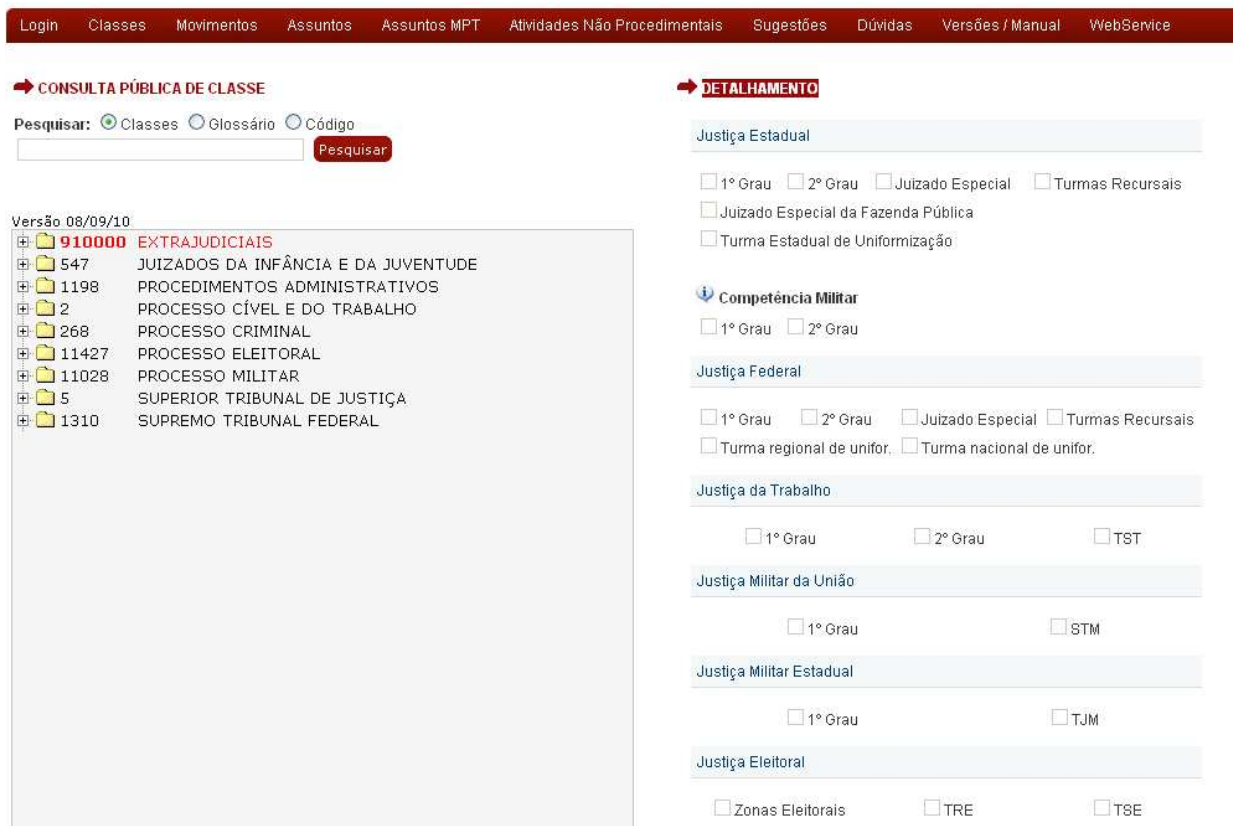 Login Classes Movimentos Assuntos Assuntos MPT Atividades Não Procedimentais Sugestões Dúvidas Versões / Manual WebService
CONSULTA PÚBLICA DE CLASSE
Pesquisar: Classes Glossário Código
Pesquisar
Versão 08/09/10
910000 EXTRAJUDICIAIS
547 JUIZADOS DA INFÂNCIA E DA JUVENTUDE
1198 PROCEDIMENTOS ADMINISTRATIVOS
2 PROCESSO CÍVEL E DO TRABALHO
268 PROCESSO CRIMINAL
11427 PROCESSO ELEITORAL
11028 PROCESSO MILITAR
5 SUPERIOR TRIBUNAL DE JUSTIÇA
1310 SUPREMO TRIBUNAL FEDERAL
DETALHAMENTO
Justiça Estadual
1º Grau 2º Grau Juizado Especial Turmas Recursais
Juizado Especial da Fazenda Pública
Turma Estadual de Uniformização
Competência Militar
1º Grau 2º Grau
Justiça Federal
1º Grau 2º Grau Juizado Especial Turmas Recursais
Turma regional de unifor. Turma nacional de unifor.
Justiça da Trabalho
1º Grau 2º Grau TST
Justiça Militar da União
1º Grau STM
Justiça Militar Estadual
1º Grau TJM
Justiça Eleitoral
Zonas Eleitorais TRE TSE